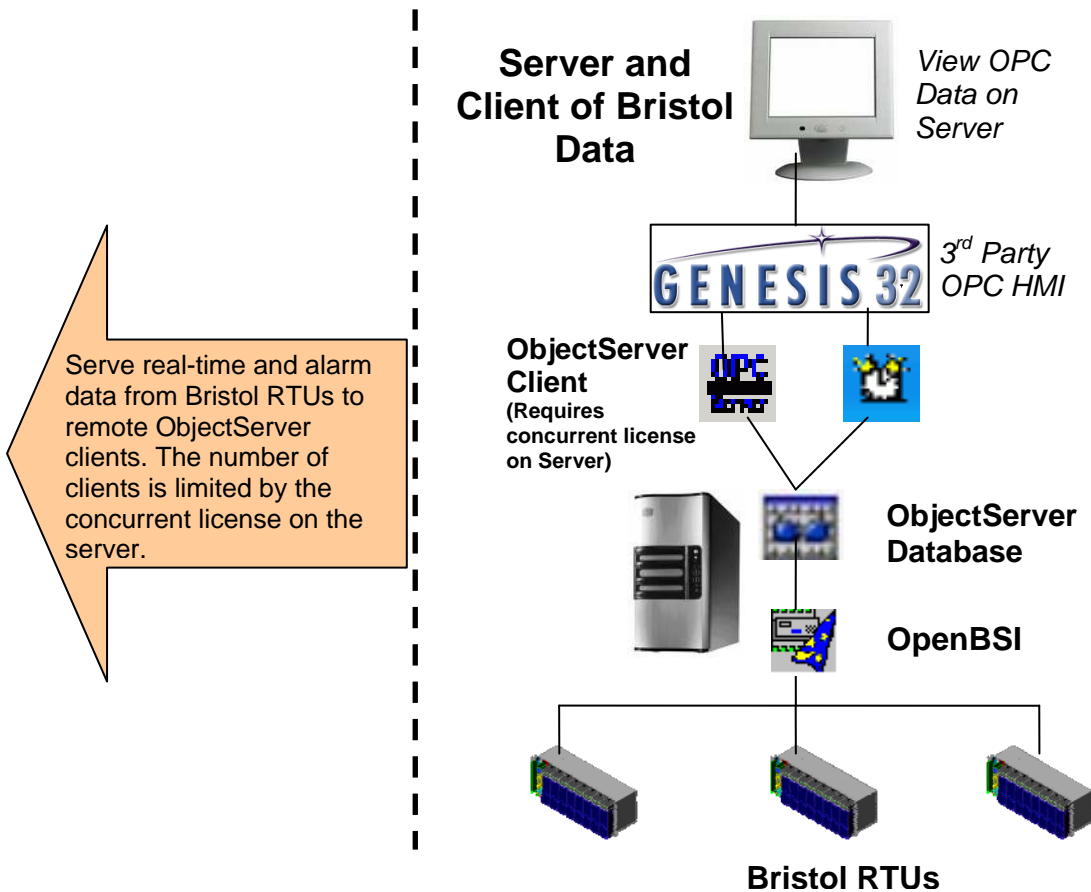 Server and
Client of Bristol
Data
View OPC
Data on
Server
GENESIS 32
3rd Party
OPC HMI
ObjectServer
Client
(Requires
concurrent license
on Server)
OPC
Serve real-time and alarm
data from Bristol RTUs to
remote ObjectServer
clients. The number of
clients is limited by the
concurrent license on the
server.
ObjectServer
Database
OpenBSI
Bristol RTUs